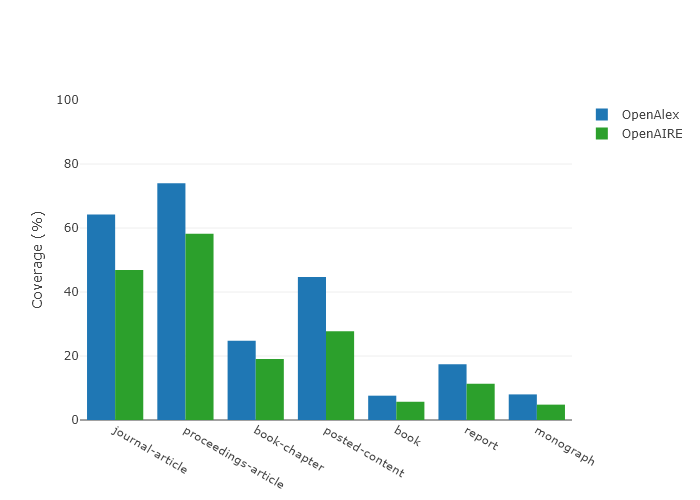 100
80
60
40
20
0
Coverage (%)
journal-article
proceedings-article
book-chapter
posted-content
book
report
monograph
OpenAlex
OpenAIRE